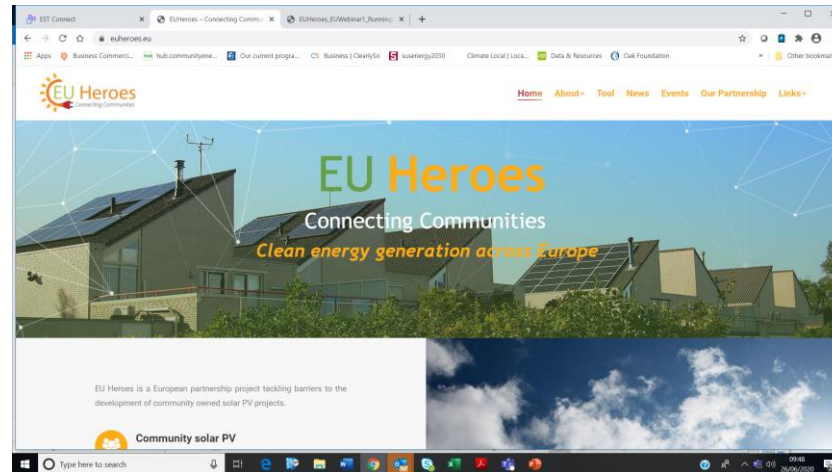 EST Connect
EUHeroes – Connecting Commu
EUHeroes_EUWebinar1_Running
euheroes.eu
Apps
Business Commerci...
hub.communityene...
Our current progra...
CS Business | ClearlySo
S susenergy2030
Climate Local | Loca...
Data & Resources
Oak Foundation
»
Other bookmar
EU Heroes
Connecting Communities
Home About Tool News Events Our Partnership Links
EU Heroes
Connecting Communities
Clean energy generation across Europe
EU Heroes is a European partnership project tackling barriers to the
development of community owned solar PV projects.
Community solar PV
Type here to search
09:48
26/06/2020